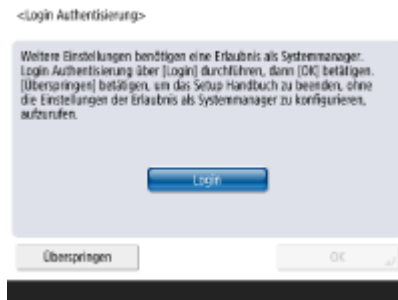 <Login Authentisierung>
Weitere Einstellungen benötigen eine Erlaubnis als Systemmanager.
Login Authentisierung über [Login] durchführen, dann [OK] betätigen.
[Überspringen] betätigen, um das Setup Handbuch zu beenden, ohne
die Einstellungen der Erlaubnis als Systemmanager zu konfigurieren,
aufzurufen.
Login
Überspringen
OK